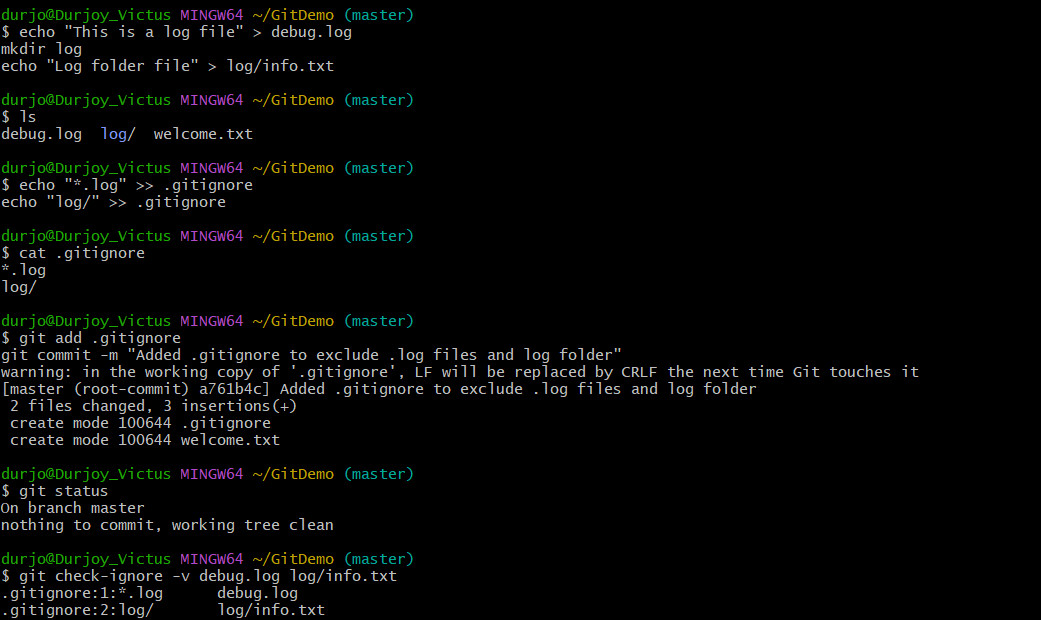 durjo@Durjoy_Victus MINGW64 ~/GitDemo (master)
$ echo "This is a log file" > debug.log
mkdir log
echo "Log folder file" > log/info.txt
durjo@Durjoy_Victus MINGW64 ~/GitDemo (master)
$ ls
debug.log  log/  welcome.txt
durjo@Durjoy_Victus MINGW64 ~/GitDemo (master)
$ echo "*.log" >> .gitignore
echo "log/" >> .gitignore
durjo@Durjoy_Victus MINGW64 ~/GitDemo (master)
$ cat .gitignore
*.log
log/
durjo@Durjoy_Victus MINGW64 ~/GitDemo (master)
$ git add .gitignore
git commit -m "Added .gitignore to exclude .log files and log folder"
warning: in the working copy of '.gitignore', LF will be replaced by CRLF the next time Git touches it
[master (root-commit) a761b4c] Added .gitignore to exclude .log files and log folder
 2 files changed, 3 insertions(+)
 create mode 100644 .gitignore
 create mode 100644 welcome.txt
durjo@Durjoy_Victus MINGW64 ~/GitDemo (master)
$ git status
On branch master
nothing to commit, working tree clean
durjo@Durjoy_Victus MINGW64 ~/GitDemo (master)
$ git check-ignore -v debug.log log/info.txt
.gitignore:1:*.log      debug.log
.gitignore:2:log/       log/info.txt